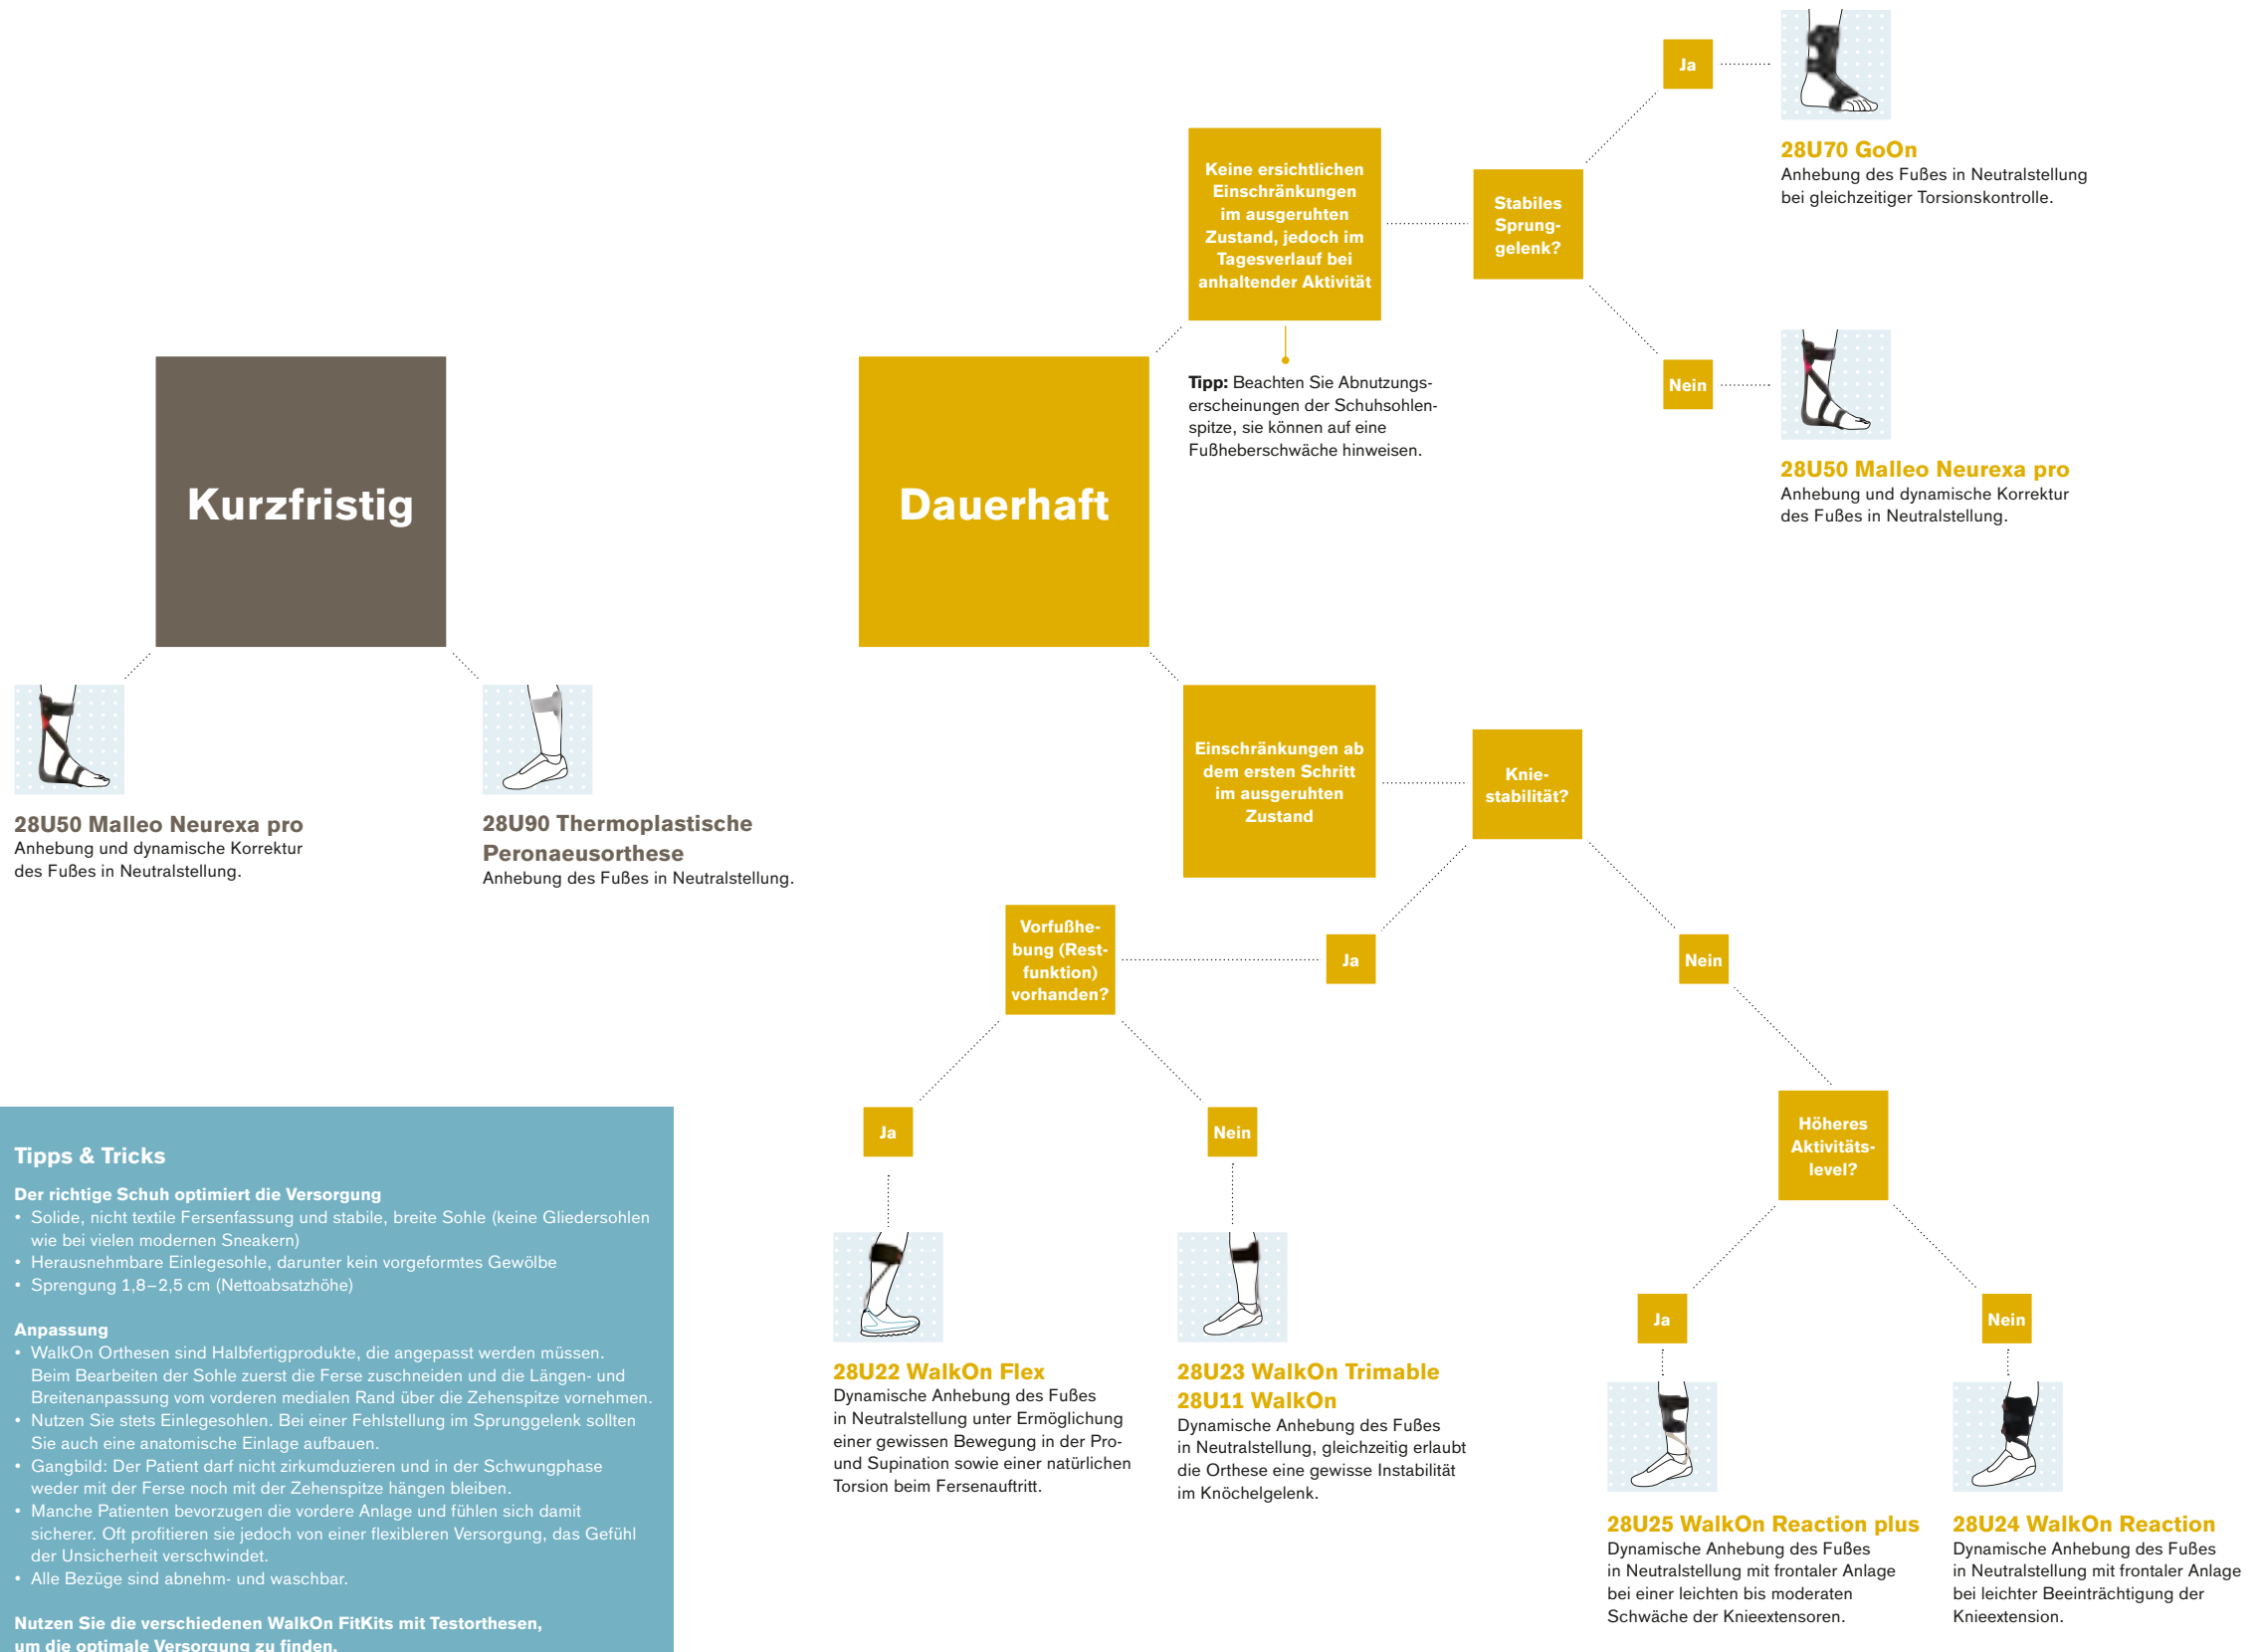 Kurzfristig
28U50 Malleo Neurexa pro
Anhebung und dynamische Korrektur
des Fußes in Neutralstellung.
28U90 Thermoplastische
Peronaeusorthese
Anhebung des Fußes in Neutralstellung.
Dauerhaft
Keine ersichtlichen
Einschränkungen
im ausgeruhten
Zustand, jedoch im
Tagesverlauf bei
anhaltender Aktivität
Tipp: Beachten Sie Abnutzungs-
erscheinungen der Schuhsohlen-
spitze, sie können auf eine
Fußheberschwäche hinweisen.
Stabiles
Sprung-
gelenk?
Ja
28U70 GoOn
Anhebung des Fußes in Neutralstellung
bei gleichzeitiger Torsionskontrolle.
Nein
28U50 Malleo Neurexa pro
Anhebung und dynamische Korrektur
des Fußes in Neutralstellung.
Einschränkungen ab
dem ersten Schritt
im ausgeruhten
Zustand
Knie-
stabilität?
Ja
Vorfußhe-
bung (Rest-
funktion)
vorhanden?
Ja
28U22 WalkOn Flex
Dynamische Anhebung des Fußes
in Neutralstellung unter Ermöglichung
einer gewissen Bewegung in der Pro-
und Supination sowie einer natürlichen
Torsion beim Fersenauftritt.
Nein
28U23 WalkOn Trimable
28U11 WalkOn
Dynamische Anhebung des Fußes
in Neutralstellung, gleichzeitig erlaubt
die Orthese eine gewisse Instabilität
im Knöchelgelenk.
Nein
Höheres
Aktivitäts-
level?
Ja
28U25 WalkOn Reaction plus
Dynamische Anhebung des Fußes
in Neutralstellung mit frontaler Anlage
bei einer leichten bis moderaten
Schwäche der Knieextensoren.
Nein
28U24 WalkOn Reaction
Dynamische Anhebung des Fußes
in Neutralstellung mit frontaler Anlage
bei leichter Beeinträchtigung der
Knieextension.
Tipps & Tricks
Der richtige Schuh optimiert die Versorgung
• Solide, nicht textile Fersenfassung und stabile, breite Sohle (keine Gliedersohlen
wie bei vielen modernen Sneakern)
• Herausnehmbare Einlegesohle, darunter kein vorgeformtes Gewölbe
• Sprengung 1,8–2,5 cm (Nettoabsatzhöhe)
Anpassung
• WalkOn Orthesen sind Halbfertigprodukte, die angepasst werden müssen.
Beim Bearbeiten der Sohle zuerst die Ferse zuschneiden und die Längen- und
Breitenanpassung vom vorderen medialen Rand über die Zehenspitze vornehmen.
• Nutzen Sie stets Einlegesohlen. Bei einer Fehlstellung im Sprunggelenk sollten
Sie auch eine anatomische Einlage aufbauen.
• Gangbild: Der Patient darf nicht zirkumduzieren und in der Schwungphase
weder mit der Ferse noch mit der Zehenspitze hängen bleiben.
• Manche Patienten bevorzugen die vordere Anlage und fühlen sich damit
sicherer. Oft profitieren sie jedoch von einer flexibleren Versorgung, das Gefühl
der Unsicherheit verschwindet.
• Alle Bezüge sind abnehm- und waschbar.
Nutzen Sie die verschiedenen WalkOn FitKits mit Testorthesen,
um die optimale Versorgung zu finden.